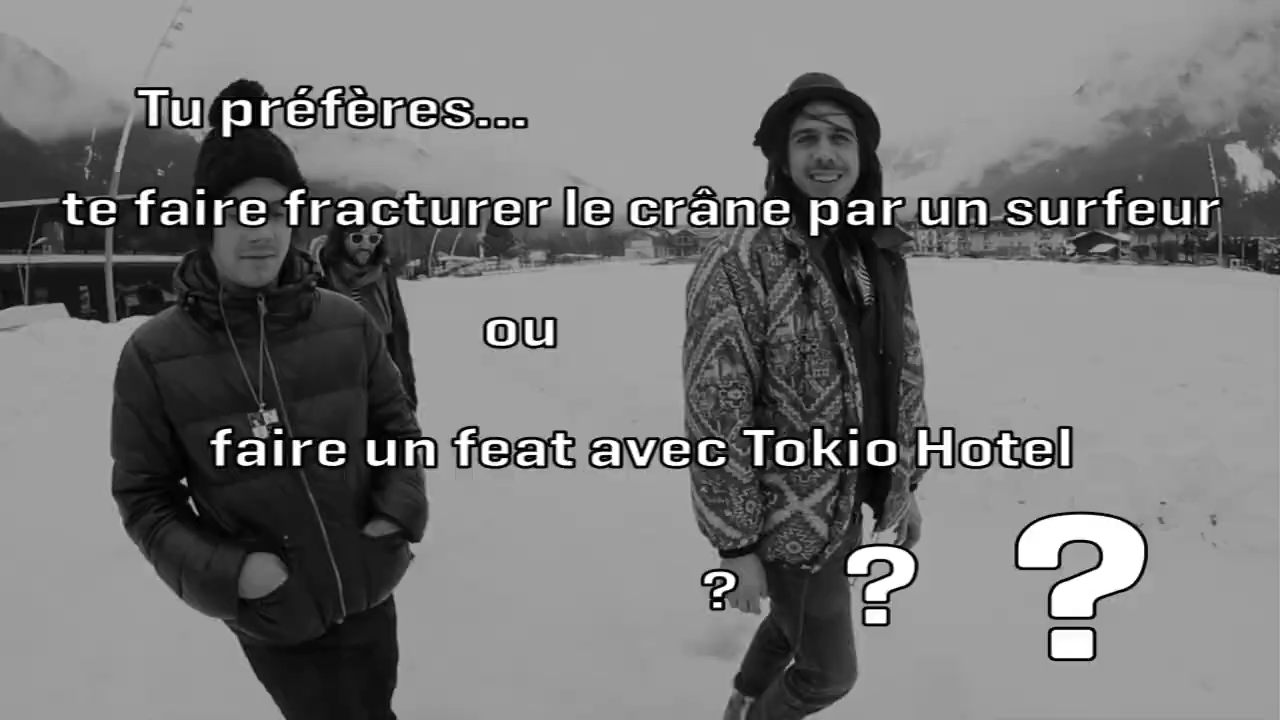 Tu préfères...
te faire fracturer le crâne par un surfeur
ou
faire un feat avec Tokio Hotel
? ? ?